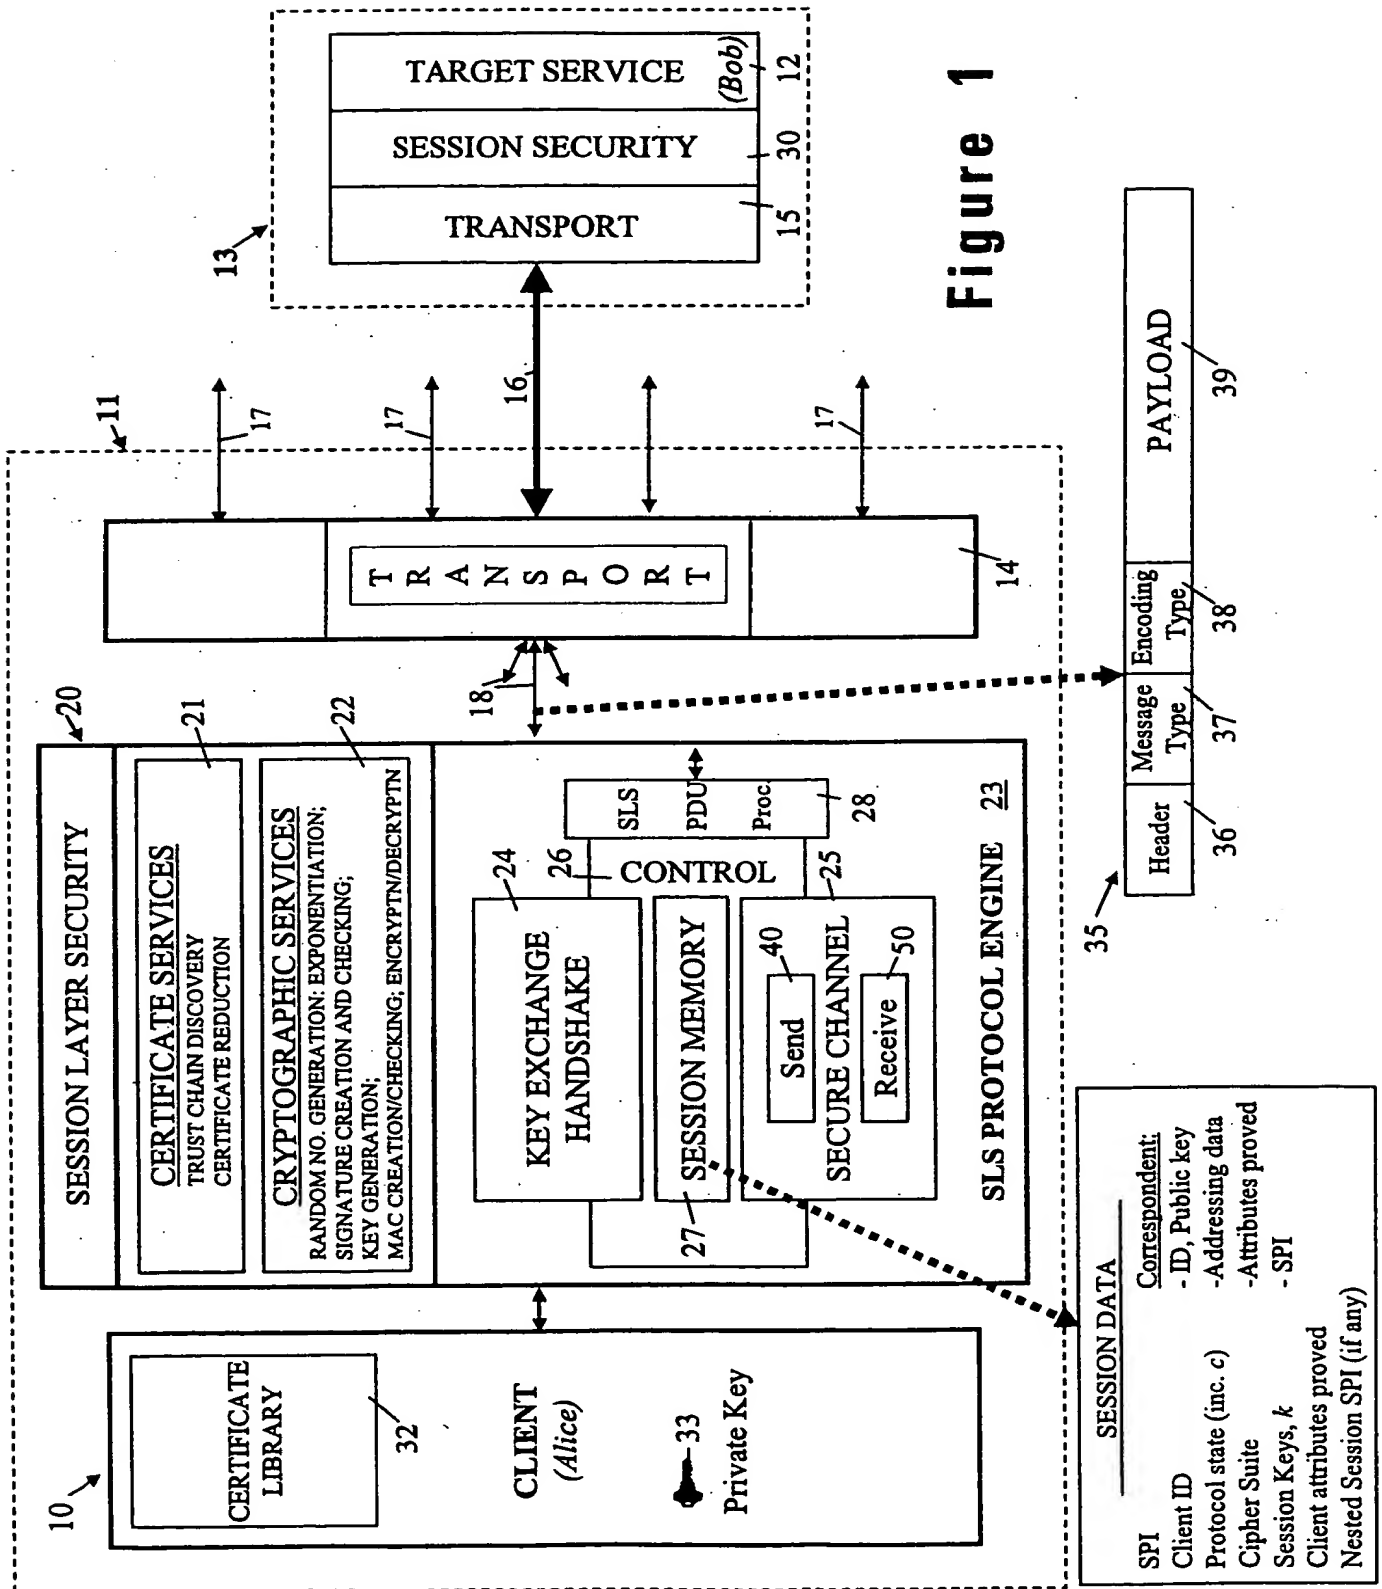 10
CERTIFICATE
LIBRARY
32
CLIENT
(Alice)
33
Private Key
11
20
SESSION LAYER SECURITY
CERTIFICATE SERVICES
TRUST CHAIN DISCOVERY
CERTIFICATE REDUCTION
21
CRYPTOGRAPHIC SERVICES
RANDOM NO. GENERATION: EXPONENTIATION;
SIGNATURE CREATION AND CHECKING;
KEY GENERATION;
MAC CREATION/CHECKING; ENCRYPTN/DECRYPTN
22
KEY EXCHANGE
HANDSHAKE
24
26
CONTROL
SLS
PDU
Proc.
28
27
SESSION MEMORY
SECURE CHANNEL
25
Send
40
Receive
50
SLS PROTOCOL ENGINE
23
18
T
R
A
N
S
P
O
R
T
14
17
17
16
17
13
TARGET SERVICE
(Bob)
12
SESSION SECURITY
30
TRANSPORT
15
SESSION DATA
SPI
Client ID
Protocol state (inc. c)
Cipher Suite
Session Keys, k
Client attributes proved
Nested Session SPI (if any)
Correspondent:
- ID, Public key
-Addressing data
-Attributes proved
- SPI
35
Header
36
Message
Type
37
Encoding
Type
38
PAYLOAD
39
Figure 1